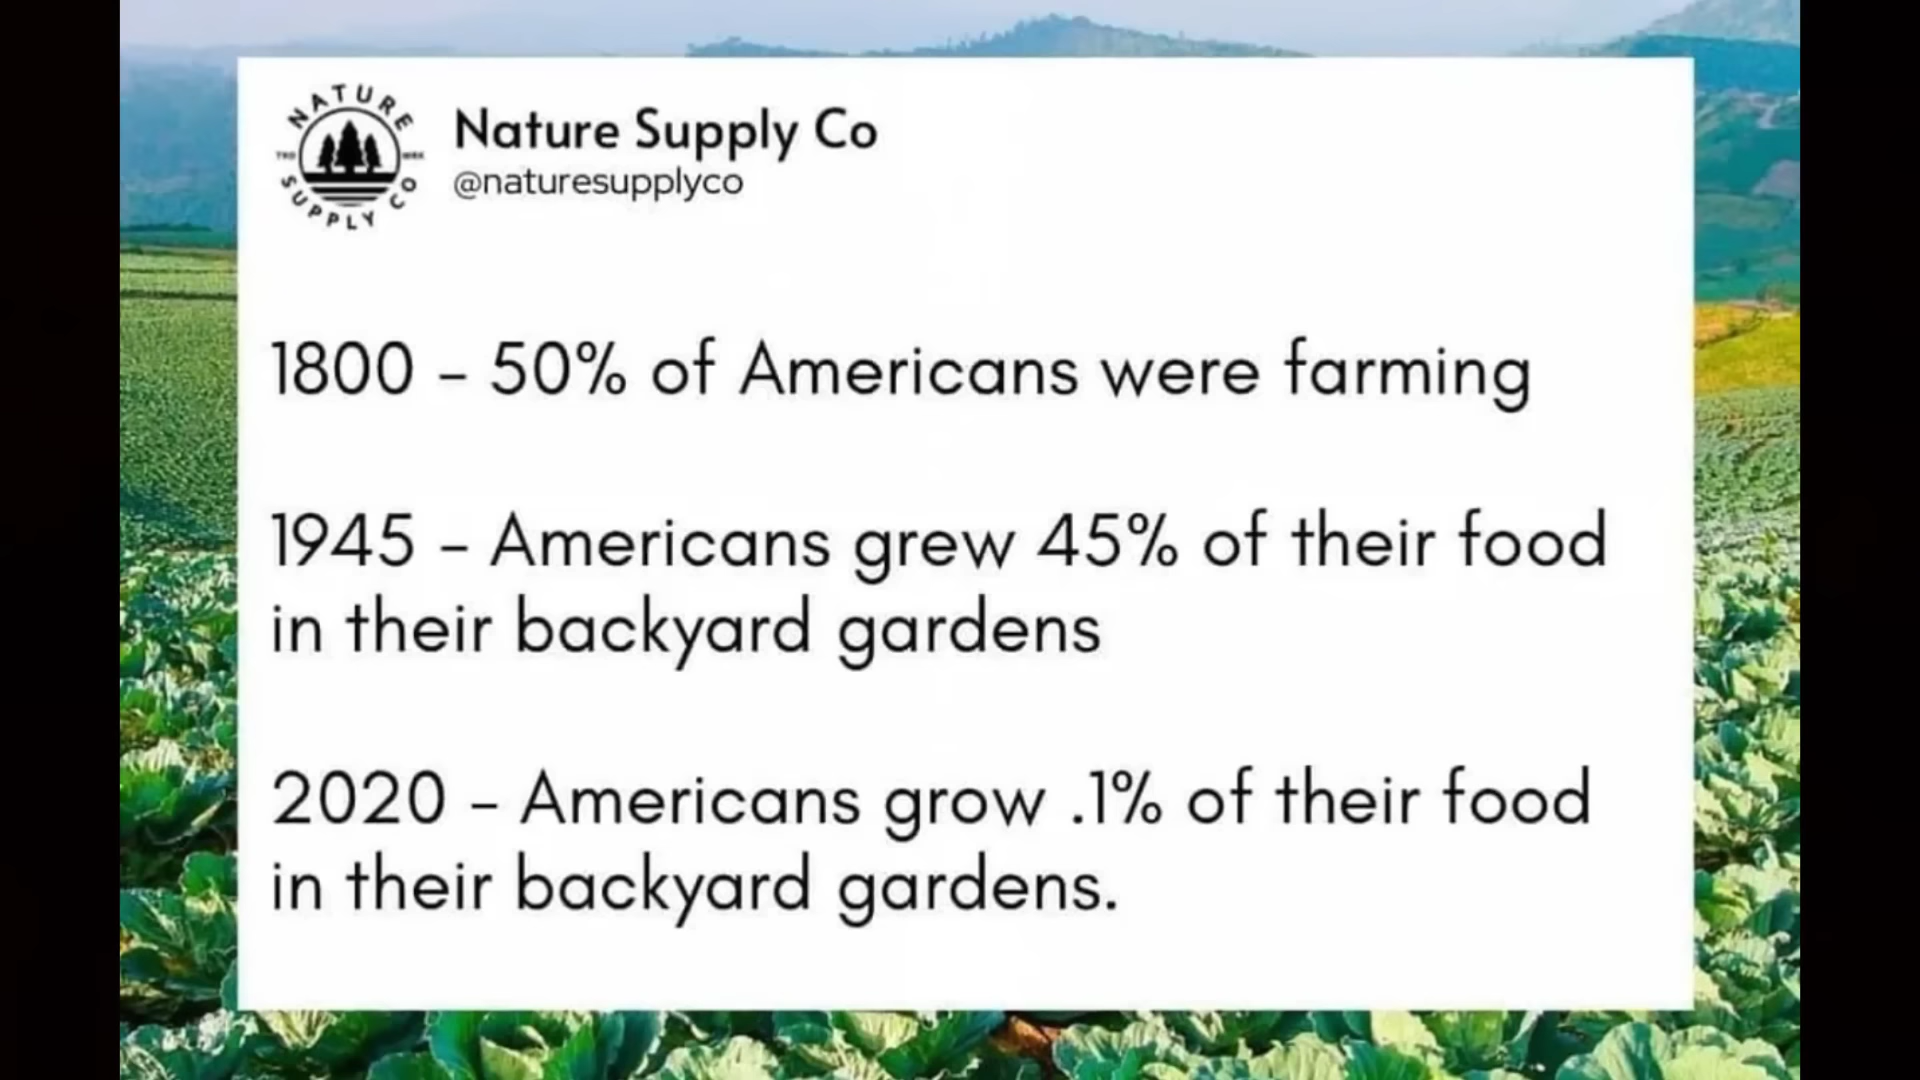 NATURE SUPPLY CO
Nature Supply Co
@naturesupplyco
1800 – 50% of Americans were farming
1945 – Americans grew 45% of their food
in their backyard gardens
2020 – Americans grow .1% of their food
in their backyard gardens.